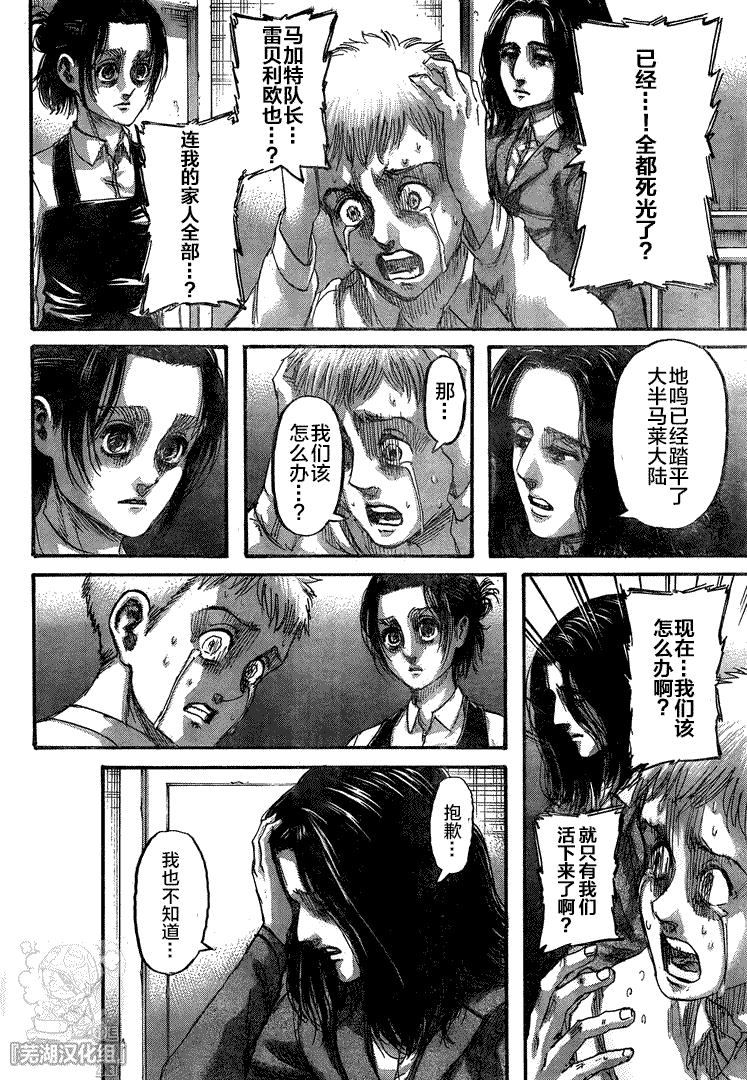 已经…！全都死光了？
马加特队长…
雷贝利欧也…？
连我的家人全部…？
地鸣已经踏平了
大半马莱大陆
那…
我们该
怎么办…？
现在…我们该
怎么办啊？
就只有我们
活下来了啊？
抱歉…
我也不知道…
『芜湖汉化组』